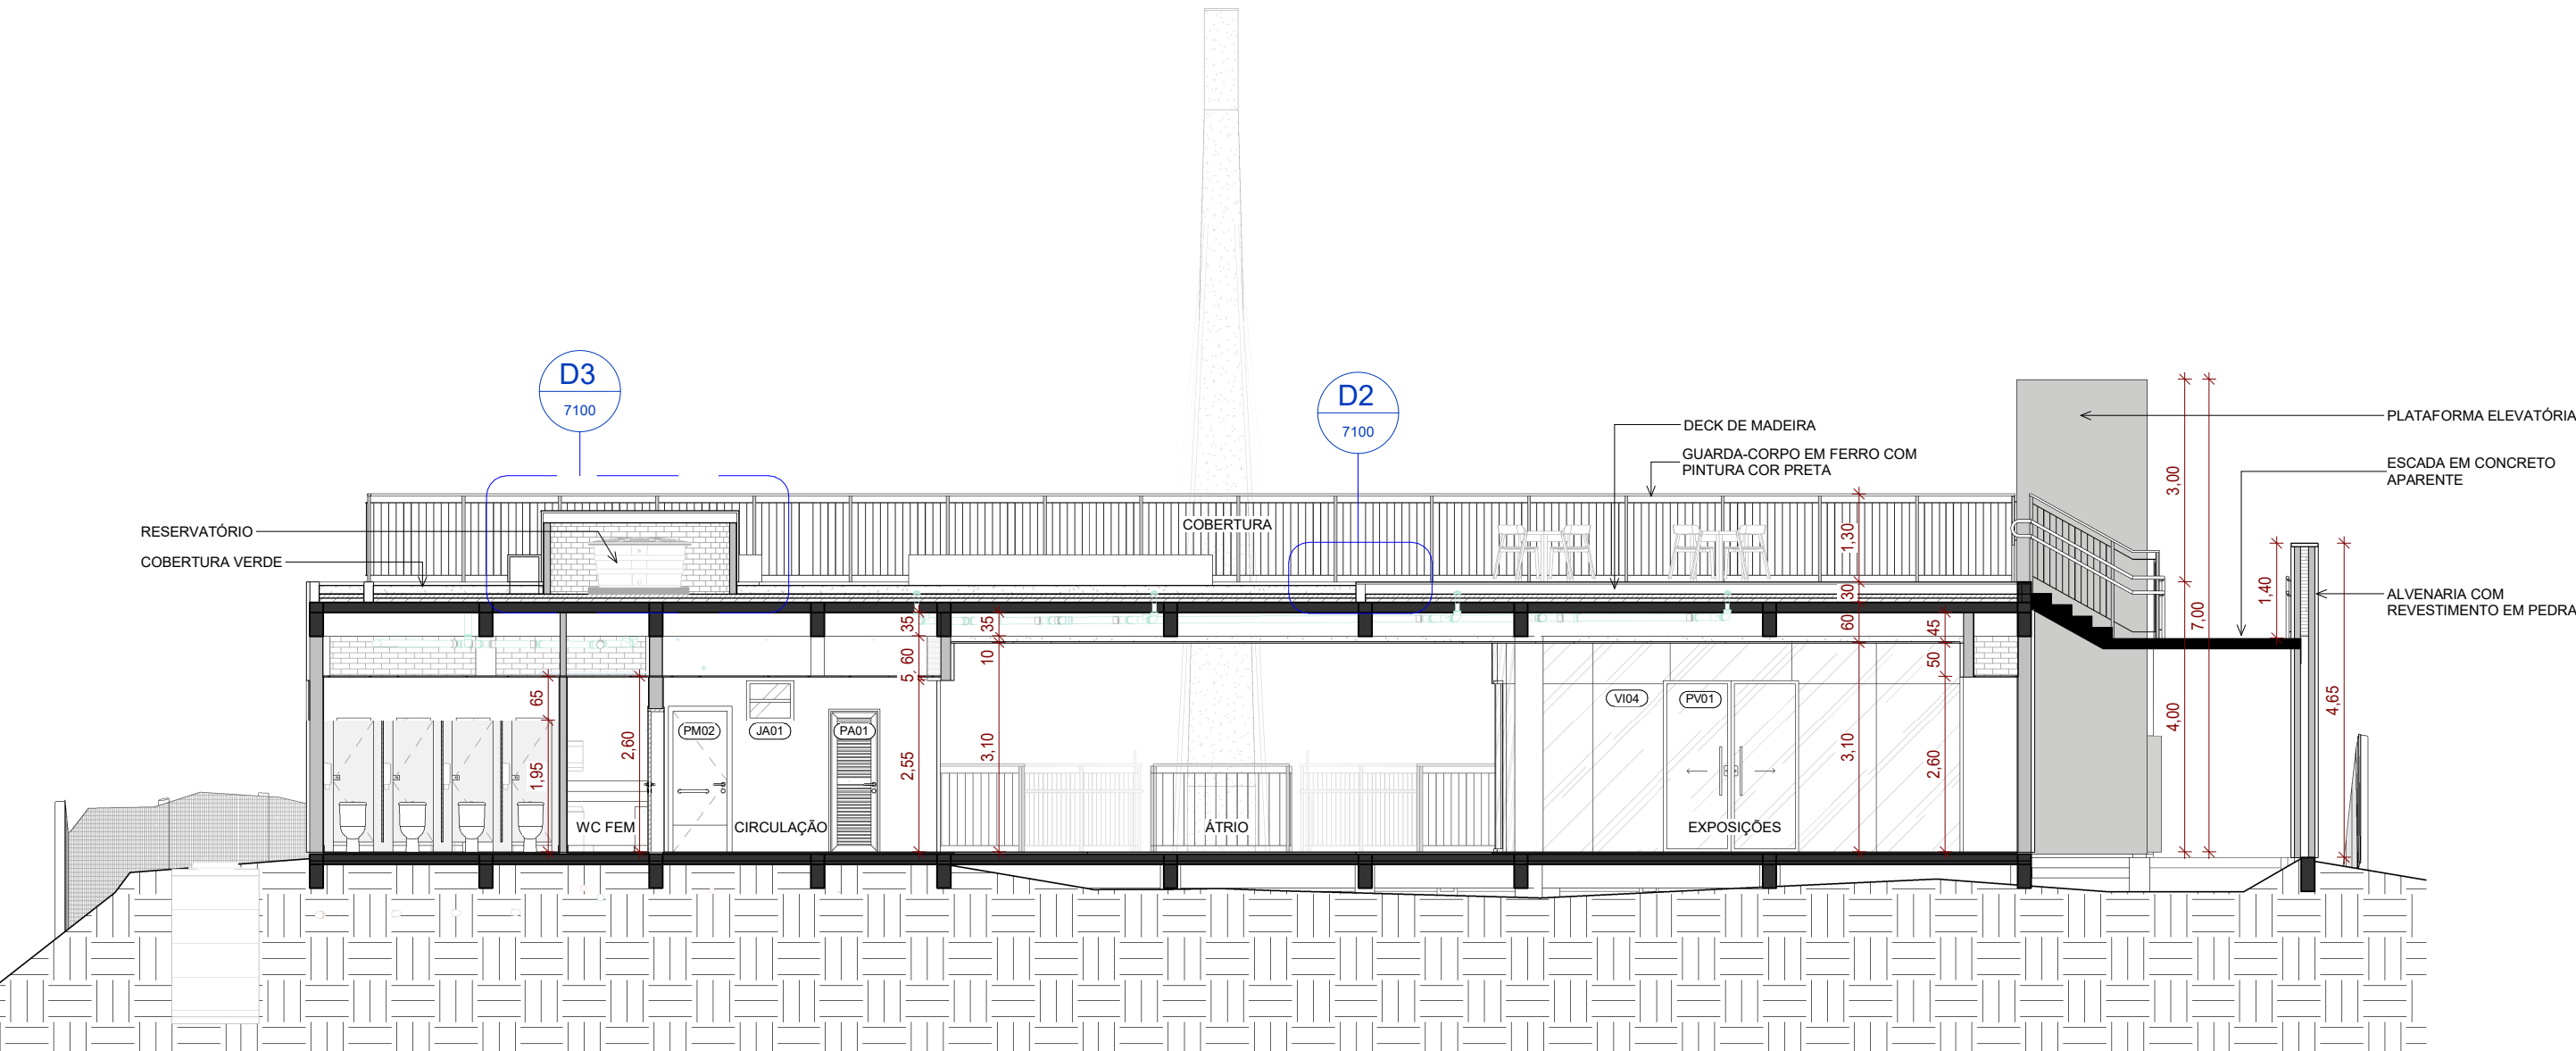 D3
7100
D2
7100
PLATAFORMA ELEVATÓRIA
DECK DE MADEIRA
GUARDA-CORPO EM FERRO COM
PINTURA COR PRETA
ESCADA EM CONCRETO
APARENTE
3,00
RESERVATÓRIO
COBERTURA
1,30
COBERTURA VERDE
30
1,40
7,00
ALVENARIA COM
REVESTIMENTO EM PEDRA
35
35
60
45
60
10
50
5
65
VI04
PV01
4,65
PM02
JA01
PA01
4,00
2,60
1,95
2,55
3,10
3,10
2,60
WC FEM
CIRCULAÇÃO
ÁTRIO
EXPOSIÇÕES